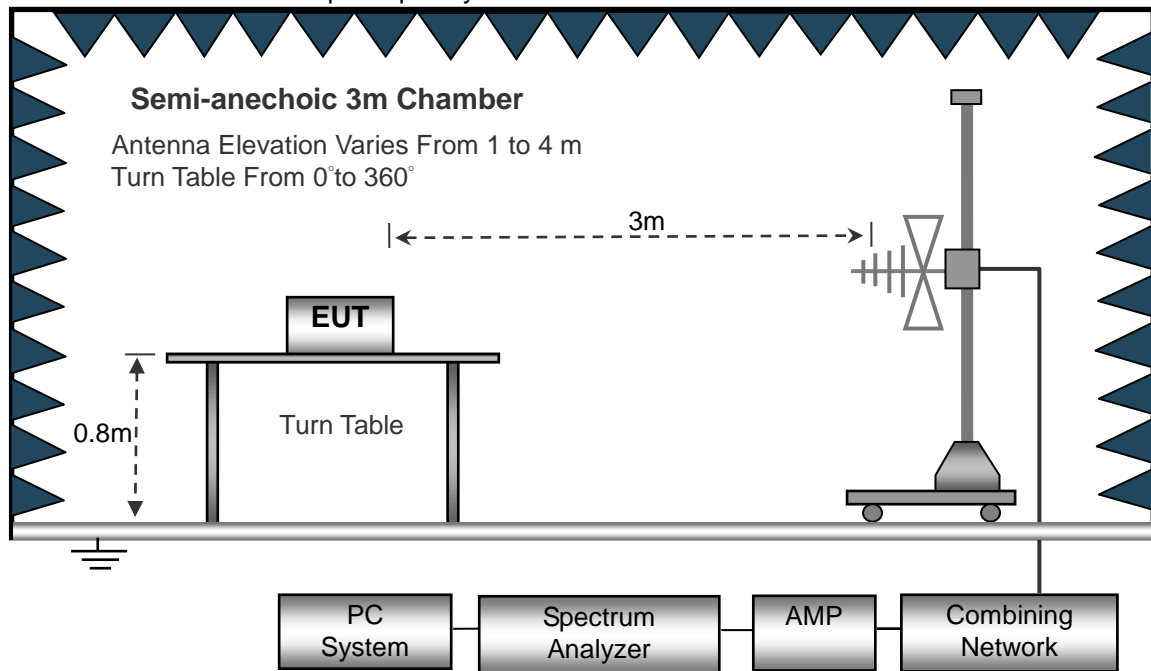 Semi-anechoic 3m Chamber
Antenna Elevation Varies From 1 to 4 m
Turn Table From 0°to 360°
3m
EUT
0.8m
Turn Table
PC
System
Spectrum
Analyzer
AMP
Combining
Network